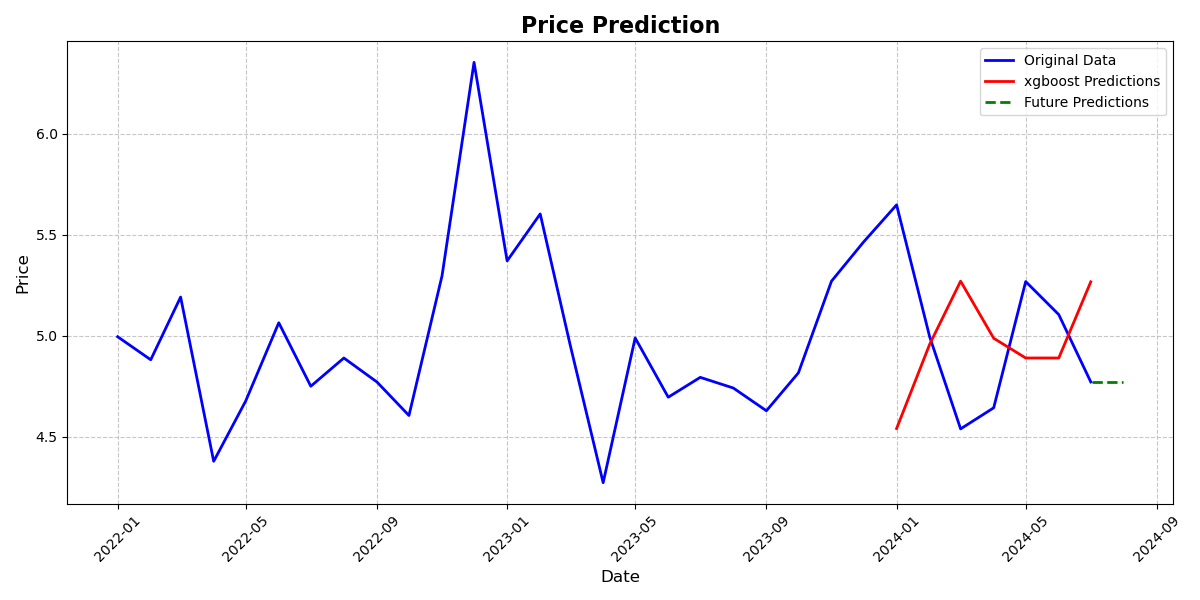 Price Prediction
Original Data
xgboost Predictions
Future Predictions
Price
6.0
5.5
5.0
4.5
2022-01
2022-05
2022-09
2023-01
2023-05
2023-09
2024-01
2024-05
2024-09
Date